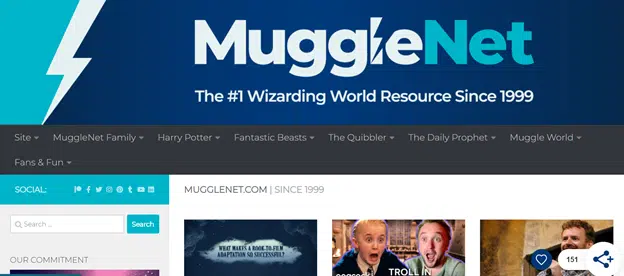 MuggleNet
The #1 Wizarding World Resource Since 1999
Site MuggleNet Family Harry Potter Fantastic Beasts The Quibbler The Daily Prophet Muggle World
Fans & Fun
SOCIAL:
MUGGLENET.COM | SINCE 1999
Search ... Search
WHAT MAKES A BOOK-TO-FILM
ADAPTATION SO SUCCESSFUL?
TROLL IN
151
OUR COMMITMENT